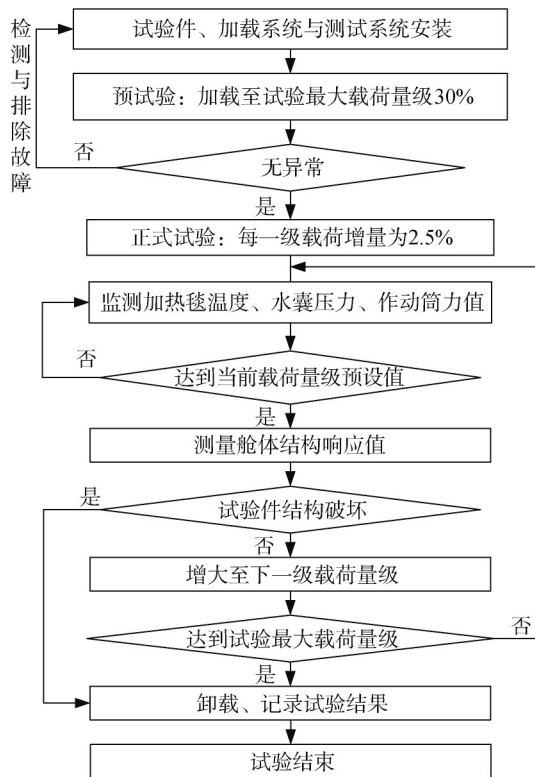 检测与排除故障
试验件、加载系统与测试系统安装
预试验：加载至试验最大载荷量级30%
否
无异常
是
正式试验：每一级载荷增量为2.5%
监测加热毯温度、水囊压力、作动筒力值
否
达到当前载荷量级预设值
是
测量舱体结构响应值
是
试验件结构破坏
否
增大至下一级载荷量级
达到试验最大载荷量级
否
是
卸载、记录试验结果
试验结束